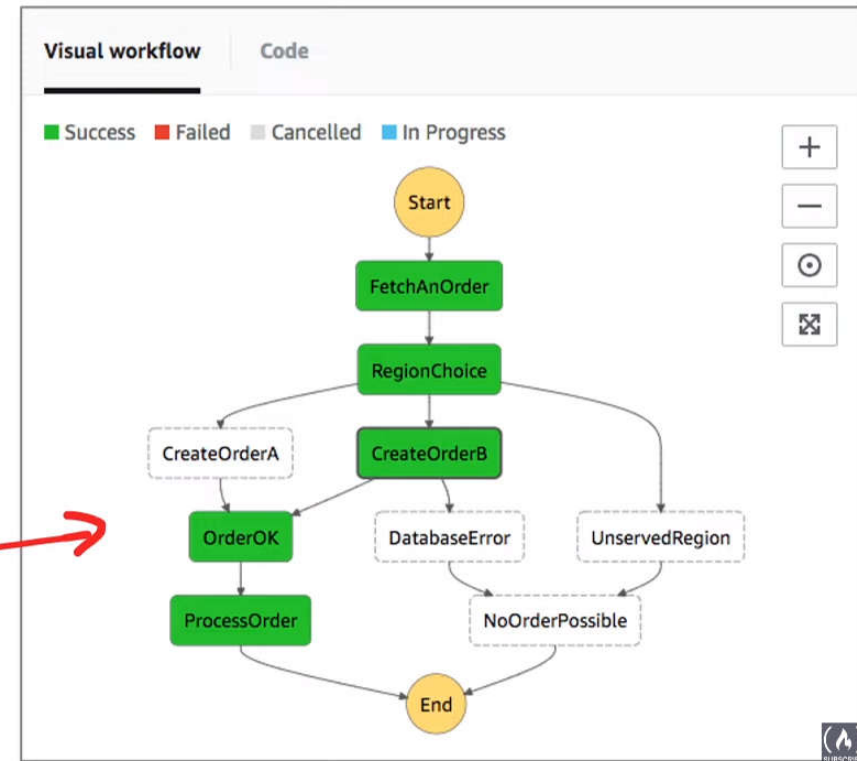 Visual workflow Code
Success Failed Cancelled In Progress
Start
FetchAnOrder
RegionChoice
CreateOrderA CreateOrderB
OrderOK DatabaseError UnservedRegion
ProcessOrder NoOrderPossible
End